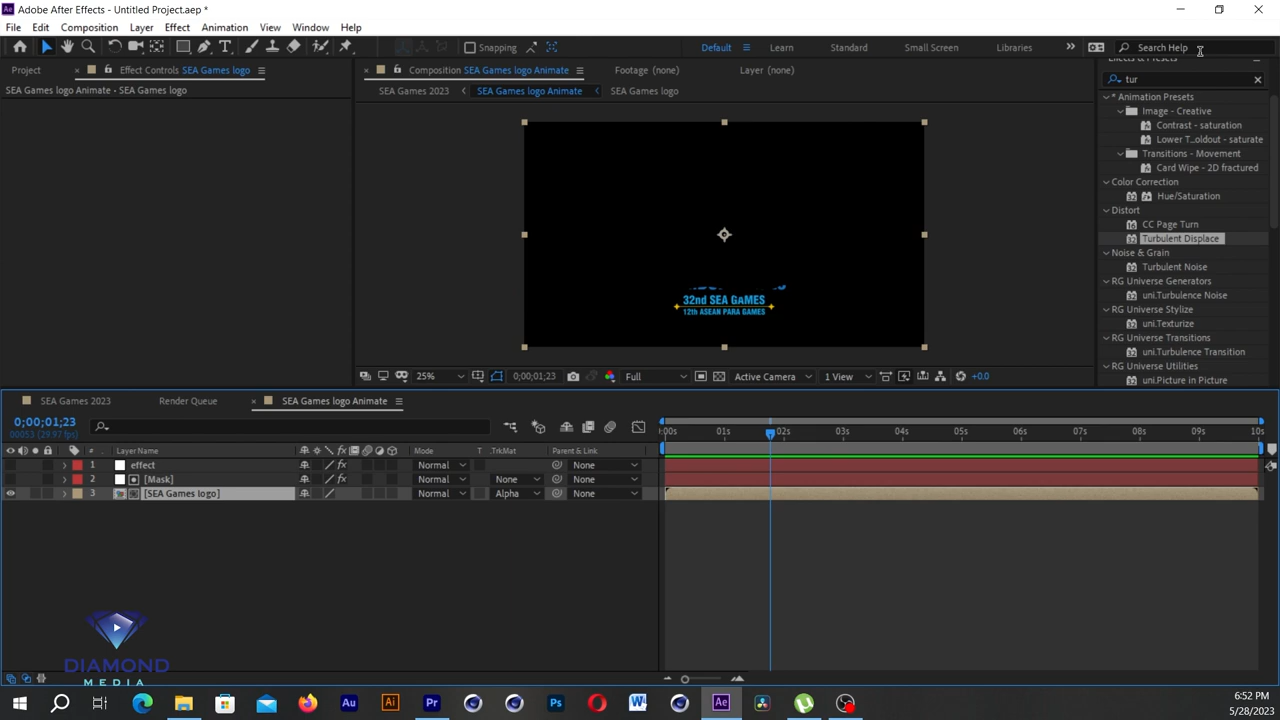 Adobe After Effects - Untitled Project.aep *
File Edit Composition Layer Effect Animation View Window Help
Snapping Default Learn Standard Small Screen Libraries Search Help
Project Effect Controls SEA Games logo
SEA Games logo Animate • SEA Games logo
Composition SEA Games logo Animate Footage (none) Layer (none)
SEA Games 2023 SEA Games logo Animate SEA Games logo
32nd SEA GAMES
12th ASEAN PARA GAMES
25% 0;00;01;23 Full Active Camera 1 View +0.0
Effects & Presets
tur
* Animation Presets
Image - Creative
Contrast - saturation
Lower T...oldout - saturate
Transitions - Movement
Card Wipe - 2D fractured
Color Correction
Hue/Saturation
Distort
CC Page Turn
Turbulent Displace
Noise & Grain
Turbulent Noise
RG Universe Generators
uni.Turbulence Noise
RG Universe Stylize
uni.Texturize
RG Universe Transitions
uni.Turbulence Transition
RG Universe Utilities
uni.Picture in Picture
SEA Games 2023 Render Queue SEA Games logo Animate
0;00;01;23
00053 (29.97 fps)
:00s 01s 02s 03s 04s 05s 06s 07s 08s 09s 10s
# Layer Name Mode T .TrkMat Parent & Link
1 effect Normal None
2 [Mask] Normal None None
3 [SEA Games logo] Normal Alpha None
DIAMOND
MEDIA
6:52 PM
5/28/2023